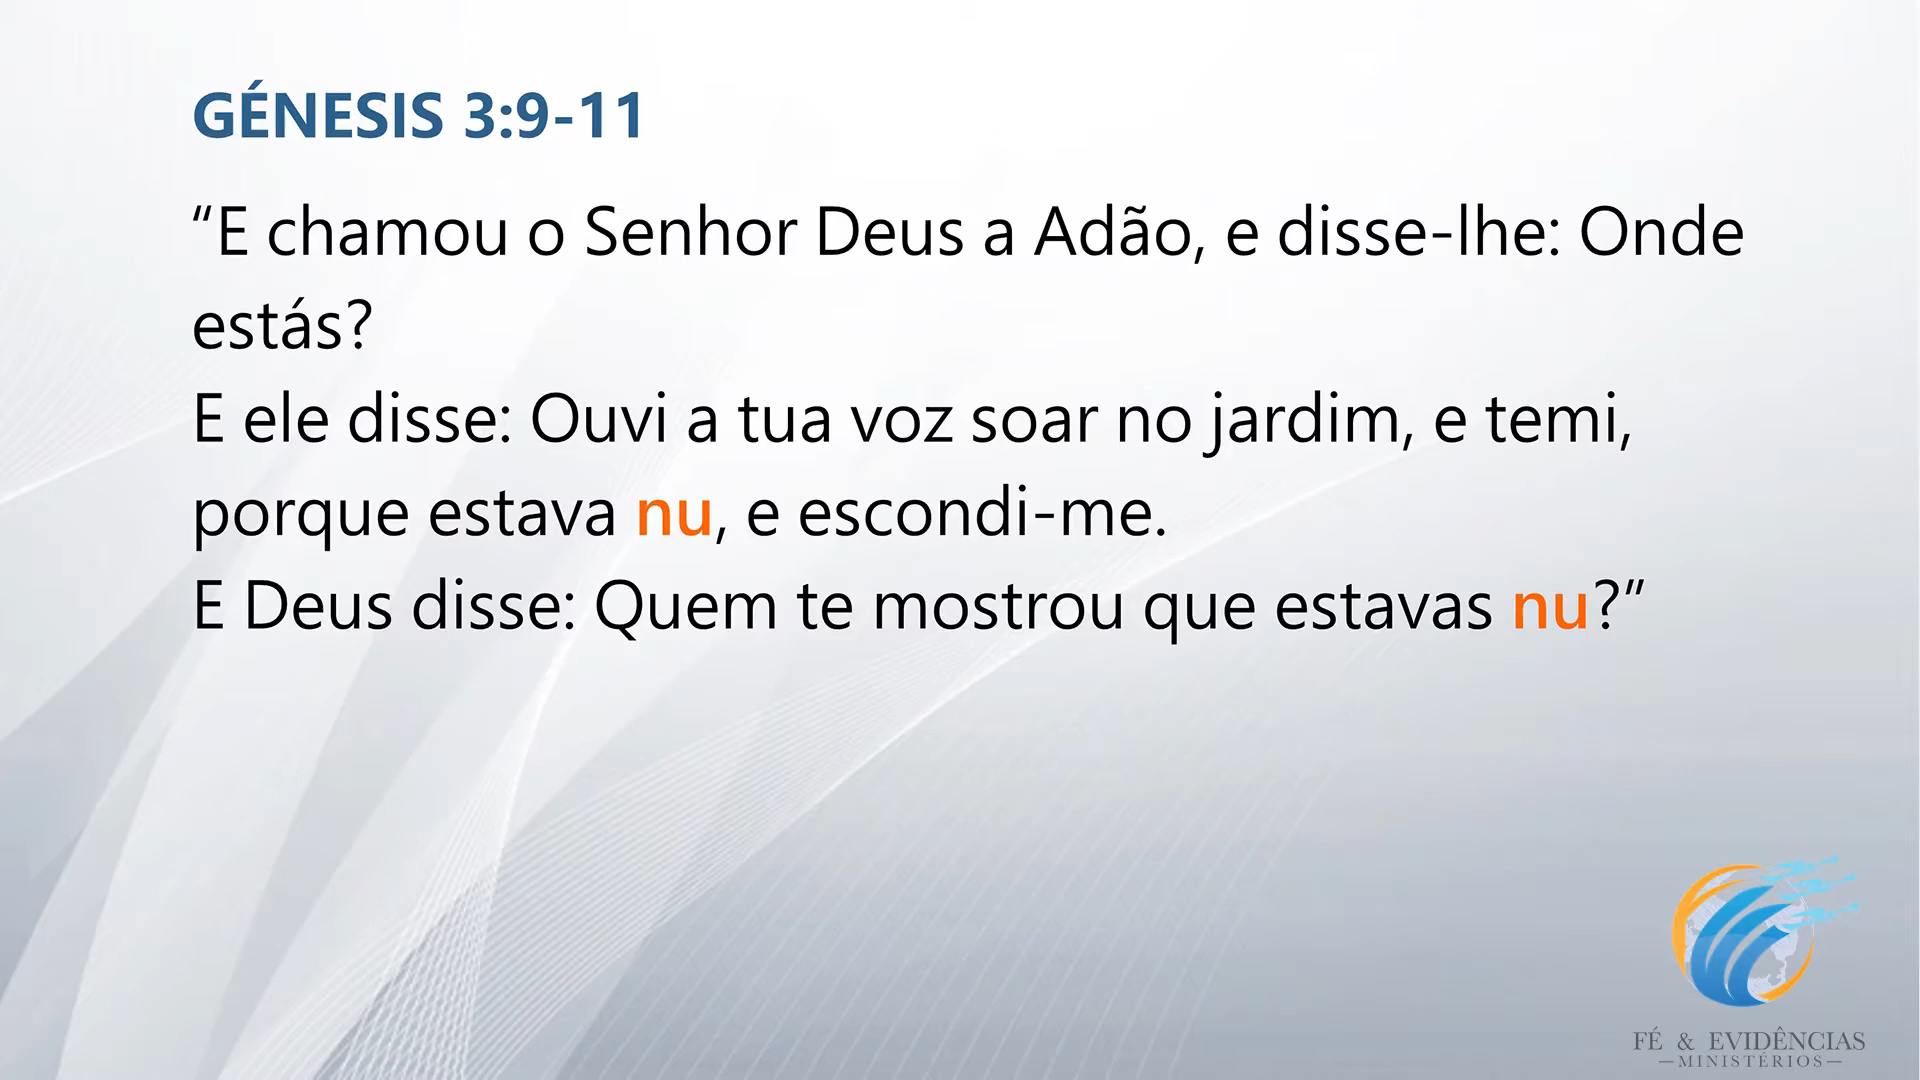 GÉNESIS 3:9-11
“E chamou o Senhor Deus a Adão, e disse-lhe: Onde
estás?
E ele disse: Ouvi a tua voz soar no jardim, e temi,
porque estava nu, e escondi-me.
E Deus disse: Quem te mostrou que estavas nu?”
FÉ & EVIDÊNCIAS
—MINISTÉRIOS—